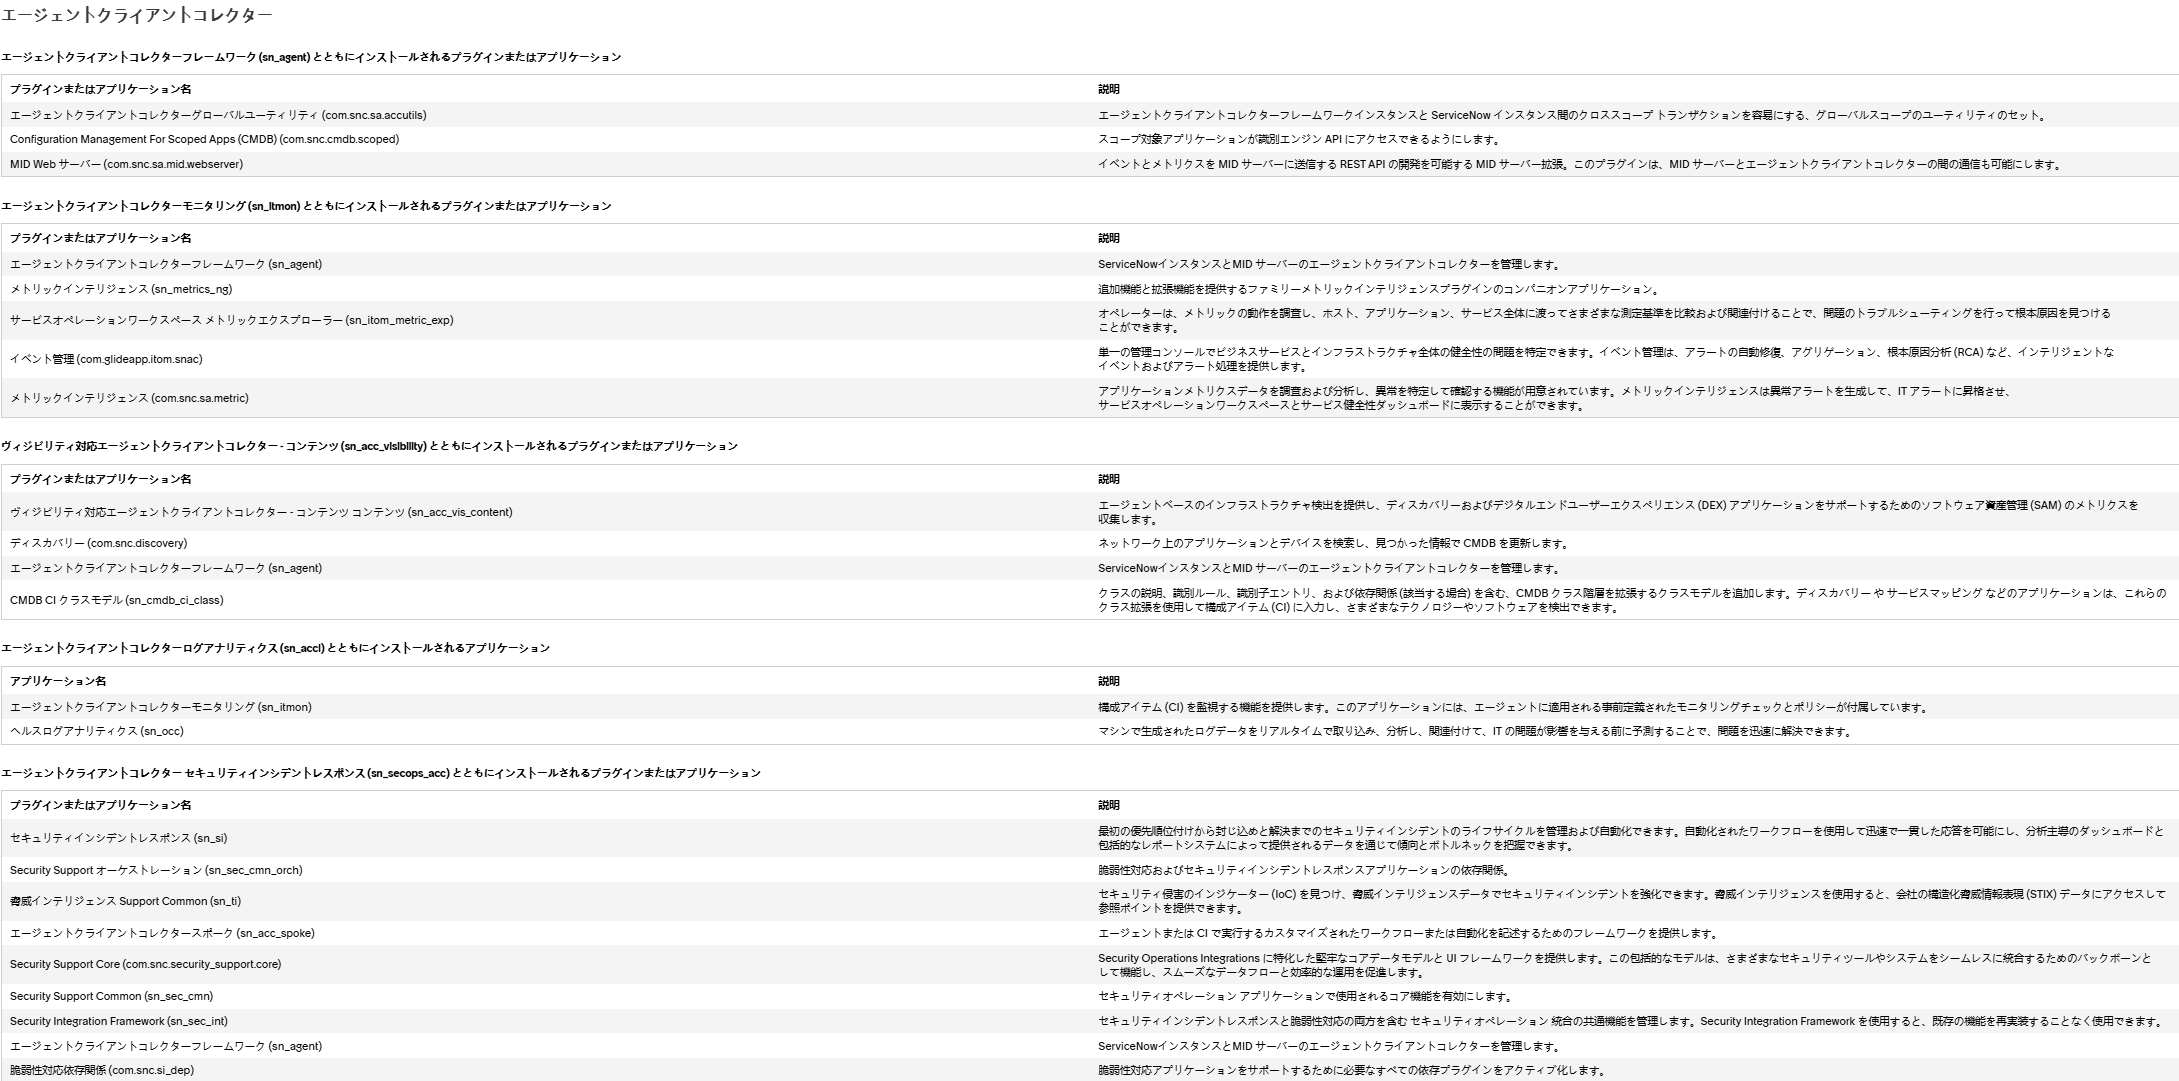 エージェントクライアントコレクター
エージェントクライアントコレクターフレームワーク (sn_agent) とともにインストールされるプラグインまたはアプリケーション
プラグインまたはアプリケーション名 説明
エージェントクライアントコレクターグローバルユーティリティ (com.snc.sa.accutils) エージェントクライアントコレクターフレームワークインスタンスと ServiceNow インスタンス間のクロススコープ トランザクションを容易にする、グローバルスコープのユーティリティのセット。
Configuration Management For Scoped Apps (CMDB) (com.snc.cmdb.scoped) スコープ対象アプリケーションが識別エンジン API にアクセスできるようにします。
MID Web サーバー (com.snc.sa.mid.webserver) イベントとメトリクスを MID サーバーに送信する REST API の開発を可能する MID サーバー拡張。このプラグインは、MID サーバーとエージェントクライアントコレクターの間の通信も可能にします。
エージェントクライアントコレクターモニタリング (sn_itmon) とともにインストールされるプラグインまたはアプリケーション
プラグインまたはアプリケーション名 説明
エージェントクライアントコレクターフレームワーク (sn_agent) ServiceNowインスタンスとMID サーバーのエージェントクライアントコレクターを管理します。
メトリックインテリジェンス (sn_metrics_ng) 追加機能と拡張機能を提供するファミリーメトリックインテリジェンスプラグインのコンパニオンアプリケーション。
サービスオペレーションワークスペース メトリックエクスプローラー (sn_itom_metric_exp) オペレーターは、メトリックの動作を調査し、ホスト、アプリケーション、サービス全体に渡ってさまざまな測定基準を比較および関連付けることで、問題のトラブルシューティングを行って根本原因を見つける
ことができます。
イベント管理 (com.glideapp.itom.snac) 単一の管理コンソールでビジネスサービスとインフラストラクチャ全体の健全性の問題を特定できます。イベント管理は、アラートの自動修復、アグリゲーション、根本原因分析 (RCA) など、インテリジェントな
イベントおよびアラート処理を提供します。
メトリックインテリジェンス (com.snc.sa.metric) アプリケーションメトリクスデータを調査および分析し、異常を特定して確認する機能が用意されています。メトリックインテリジェンスは異常アラートを生成して、IT アラートに昇格させ、
サービスオペレーションワークスペースとサービス健全性ダッシュボードに表示することができます。
ヴィジビリティ対応エージェントクライアントコレクター - コンテンツ (sn_acc_visibility) とともにインストールされるプラグインまたはアプリケーション
プラグインまたはアプリケーション名 説明
ヴィジビリティ対応エージェントクライアントコレクター - コンテンツ コンテンツ (sn_acc_vis_content) エージェントベースのインフラストラクチャ検出を提供し、ディスカバリーおよびデジタルエンドユーザーエクスペリエンス (DEX) アプリケーションをサポートするためのソフトウェア資産管理 (SAM) のメトリクスを
収集します。
ディスカバリー (com.snc.discovery) ネットワーク上のアプリケーションとデバイスを検索し、見つかった情報で CMDB を更新します。
エージェントクライアントコレクターフレームワーク (sn_agent) ServiceNowインスタンスとMID サーバーのエージェントクライアントコレクターを管理します。
CMDB CI クラスモデル (sn_cmdb_ci_class) クラスの説明、識別ルール、識別子エントリ、および依存関係 (該当する場合) を含む、CMDB クラス階層を拡張するクラスモデルを追加します。ディスカバリー や サービスマッピング などのアプリケーションは、これらの
クラス拡張を使用して構成アイテム (CI) に入力し、さまざまなテクノロジーやソフトウェアを検出できます。
エージェントクライアントコレクターログアナリティクス (sn_accl) とともにインストールされるアプリケーション
アプリケーション名 説明
エージェントクライアントコレクターモニタリング (sn_itmon) 構成アイテム (CI) を監視する機能を提供します。このアプリケーションには、エージェントに適用される事前定義されたモニタリングチェックとポリシーが付属しています。
ヘルスログアナリティクス (sn_occ) マシンで生成されたログデータをリアルタイムで取り込み、分析し、関連付けて、IT の問題が影響を与える前に予測することで、問題を迅速に解決できます。
エージェントクライアントコレクター セキュリティインシデントレスポンス (sn_secops_acc) とともにインストールされるプラグインまたはアプリケーション
プラグインまたはアプリケーション名 説明
セキュリティインシデントレスポンス (sn_si) 最初の優先順位付けから封じ込めと解決までのセキュリティインシデントのライフサイクルを管理および自動化できます。自動化されたワークフローを使用して迅速で一貫した応答を可能にし、分析主導のダッシュボードと
包括的なレポートシステムによって提供されるデータを通じて傾向とボトルネックを把握できます。
Security Support オーケストレーション (sn_sec_cmn_orch) 脆弱性対応およびセキュリティインシデントレスポンスアプリケーションの依存関係。
脅威インテリジェンス Support Common (sn_ti) セキュリティ侵害のインジケーター (IoC) を見つけ、脅威インテリジェンスデータでセキュリティインシデントを強化できます。脅威インテリジェンスを使用すると、会社の構造化脅威情報表現 (STIX) データにアクセスして
参照ポイントを提供できます。
エージェントクライアントコレクタースポーク (sn_acc_spoke) エージェントまたは CI で実行するカスタマイズされたワークフローまたは自動化を記述するためのフレームワークを提供します。
Security Support Core (com.snc.security_support.core) Security Operations Integrations に特化した堅牢なコアデータモデルと UI フレームワークを提供します。この包括的なモデルは、さまざまなセキュリティツールやシステムをシームレスに統合するためのバックボーンと
して機能し、スムーズなデータフローと効率的な運用を促進します。
Security Support Common (sn_sec_cmn) セキュリティオペレーション アプリケーションで使用されるコア機能を有効にします。
Security Integration Framework (sn_sec_int) セキュリティインシデントレスポンスと脆弱性対応の両方を含む セキュリティオペレーション 統合の共通機能を管理します。Security Integration Framework を使用すると、既存の機能を再実装することなく使用できます。
エージェントクライアントコレクターフレームワーク (sn_agent) ServiceNowインスタンスとMID サーバーのエージェントクライアントコレクターを管理します。
脆弱性対応依存関係 (com.snc.si_dep) 脆弱性対応アプリケーションをサポートするために必要なすべての依存プラグインをアクティブ化します。